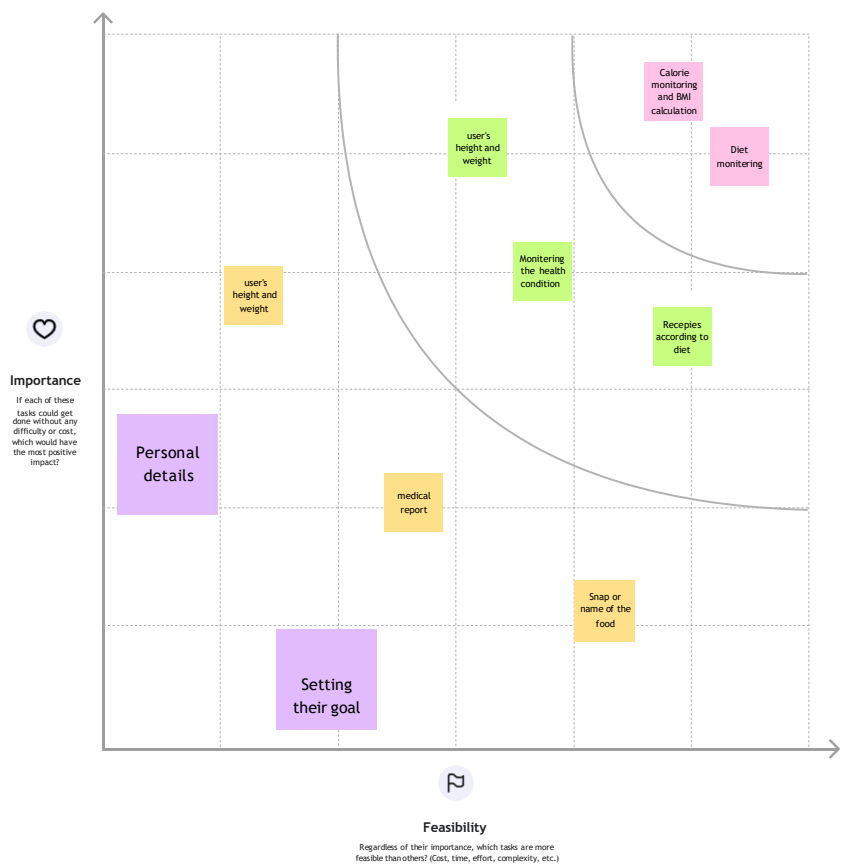 Calorie
monitoring
and BMI
calculation
Diet
monitering
user's
height and
weight
Monitering
the health
condition
user's
height and
weight
Recepies
according to
diet
Importance
If each of these
tasks could get
done without any
difficulty or cost,
which would have
the most positive
impact?
Personal
details
medical
report
Snap or
name of the
food
Setting
their goal
Feasibility
Regardless of their importance, which tasks are more
feasible than others? (Cost, time, effort, complexity, etc.)